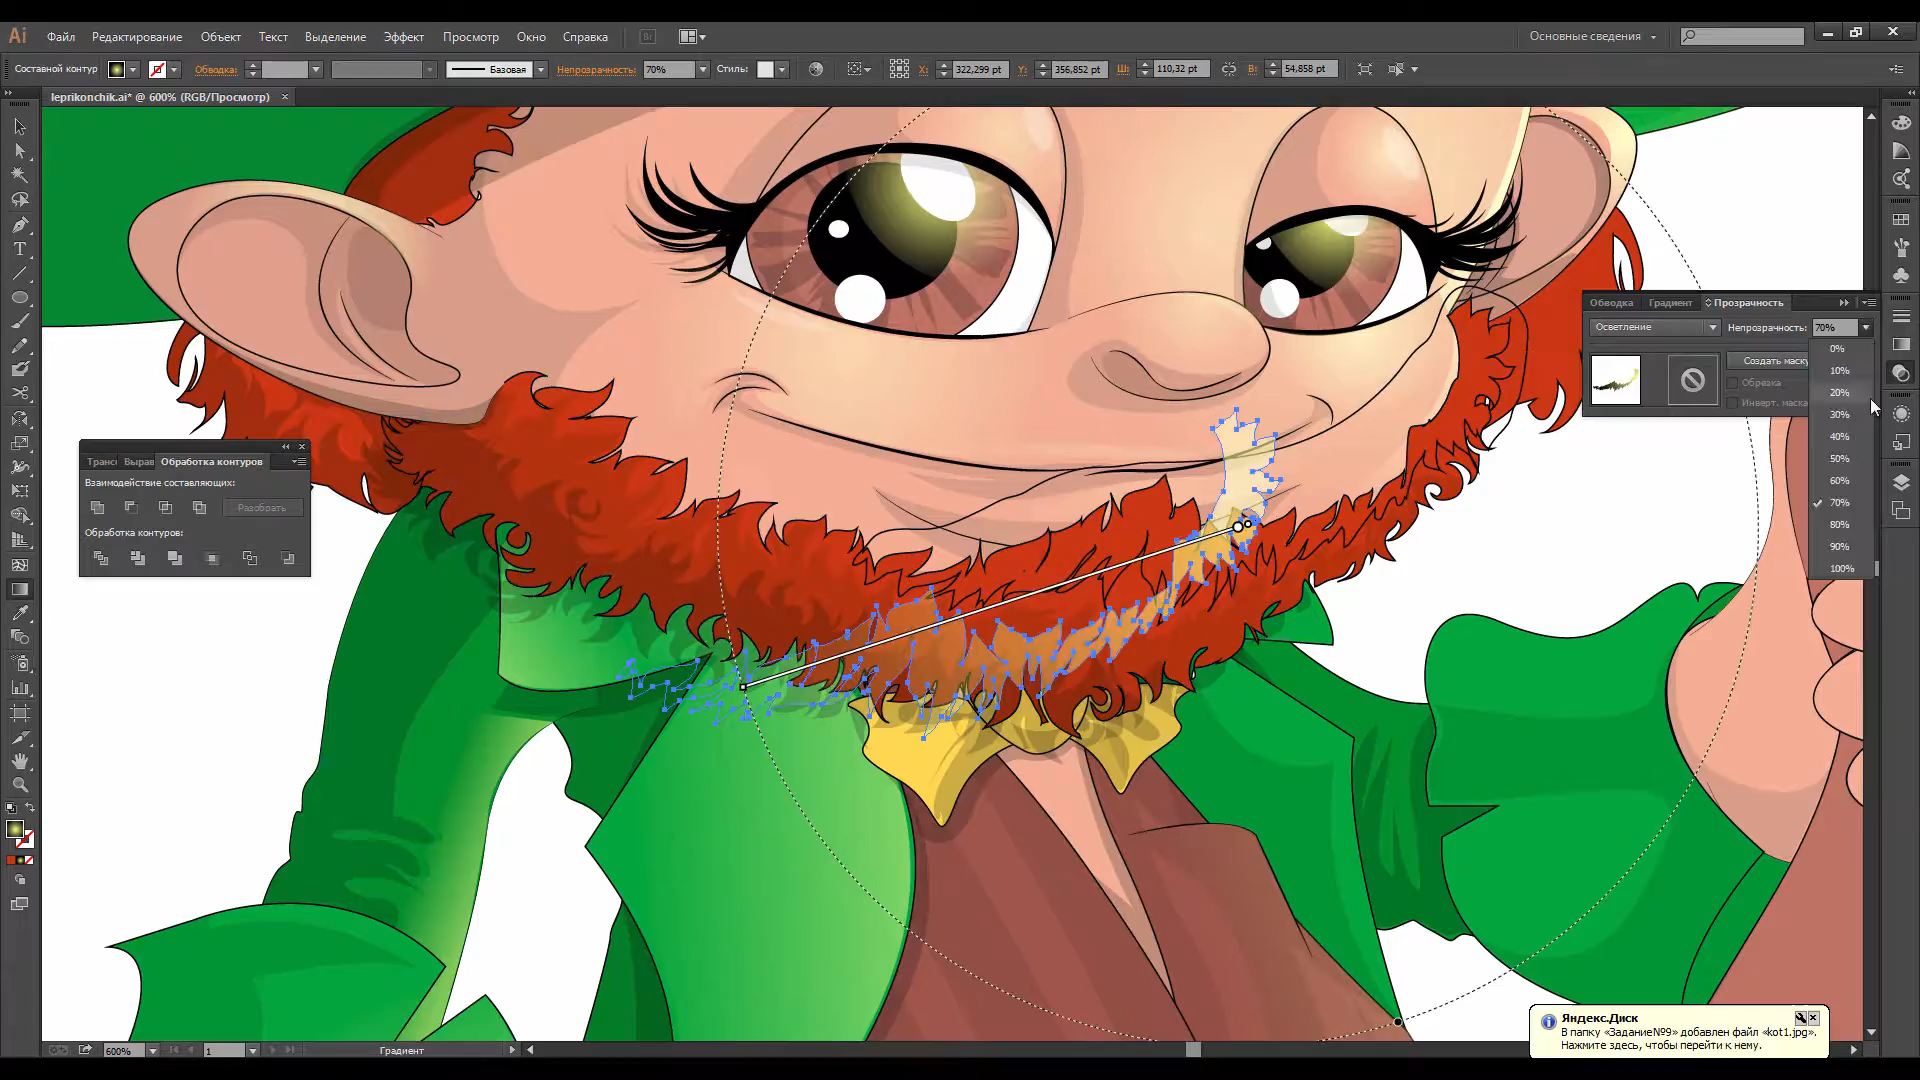 Ai Файл Редактирование Объект Текст Выделение Эффект Просмотр Окно Справка Br Основные сведения
Составной контур Обводка: Базовая Непрозрачность: 70% Стиль: X: 322,299 pt Y: 356,852 pt Ш: 110,32 pt В: 54,858 pt
leprikonchik.ai* @ 600% (RGB/Просмотр)
Обводка Градиент Прозрачность
Осветление Непрозрачность: 70%
0%
Создать маску
10%
Обрезка
20%
Инверт. маска
30%
40%
50%
60%
70%
80%
90%
100%
Трансф Вырав Обработка контуров
Взаимодействие составляющих:
Разобрать
Обработка контуров:
Яндекс.Диск
В папку «Задание№9» добавлен файл «kot1.jpg».
Нажмите здесь, чтобы перейти к нему.
600% 1 Градиент